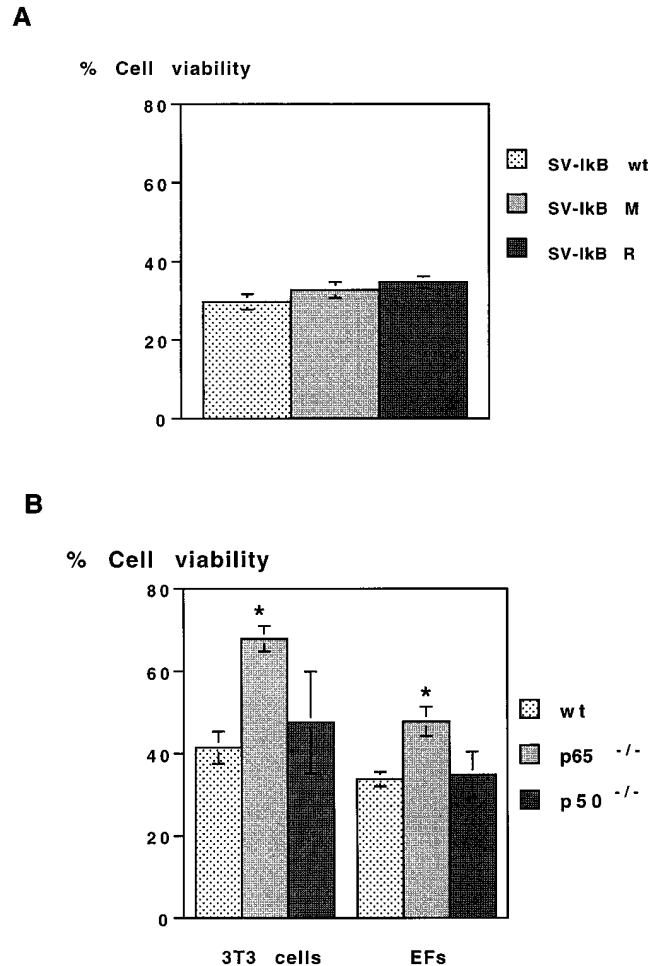 A
% Cell viability
80
60
40
20
0
SV-IkB wt
SV-IkB M
SV-IkB R
B
% Cell viability
80
60
40
20
0
*
*
wt
p65 -/-
p50 -/-
3T3 cells EFs